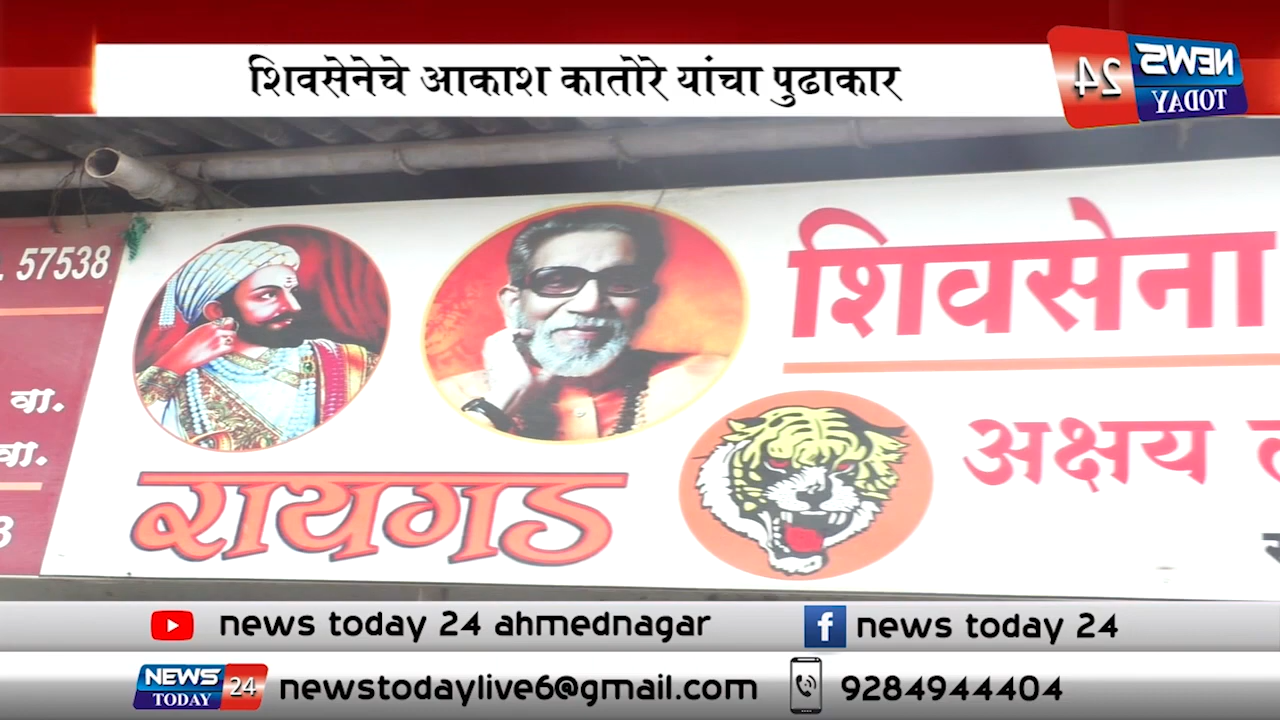 शिवसेनेचे आकाश कातोरे यांचा पुढाकार
NEWS
TODAY
24
. 57538
वा.
वा.
3
रायगड
शिवसेना
अक्षय
news today 24 ahmednagar
f news today 24
NEWS
TODAY
24
newstodaylive6@gmail.com
9284944404